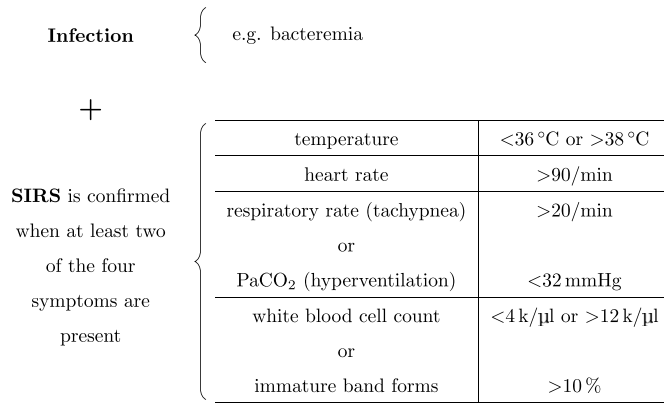 Infection e.g. bacteremia
+
SIRS is confirmed
when at least two
of the four
symptoms are
present
temperature <36 °C or >38 °C
heart rate >90/min
respiratory rate (tachypnea) >20/min
or
PaCO₂ (hyperventilation) <32 mmHg
white blood cell count <4 k/µl or >12 k/µl
or
immature band forms >10 %